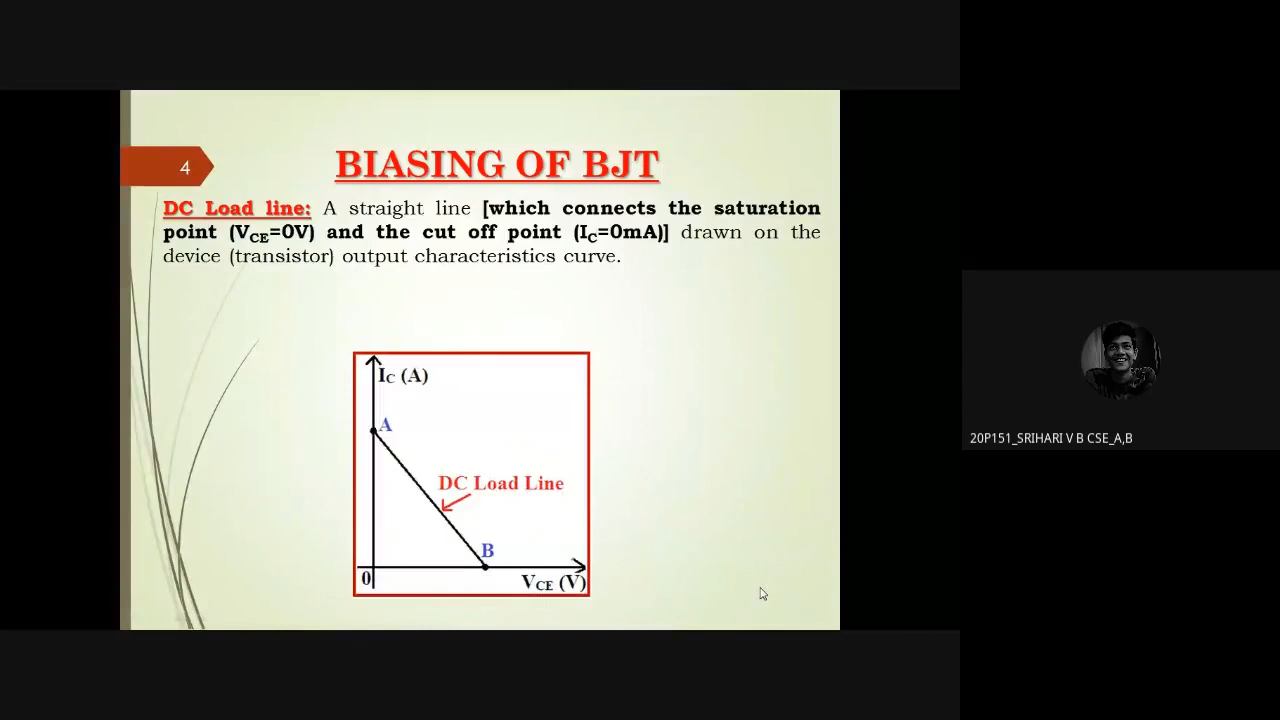 4
BIASING OF BJT
DC Load line: A straight line [which connects the saturation
point (VCE=0V) and the cut off point (IC=0mA)] drawn on the
device (transistor) output characteristics curve.
IC (A)
A
DC Load Line
B
0
VCE (V)
20P151_SRIHARI V B CSE_A,B